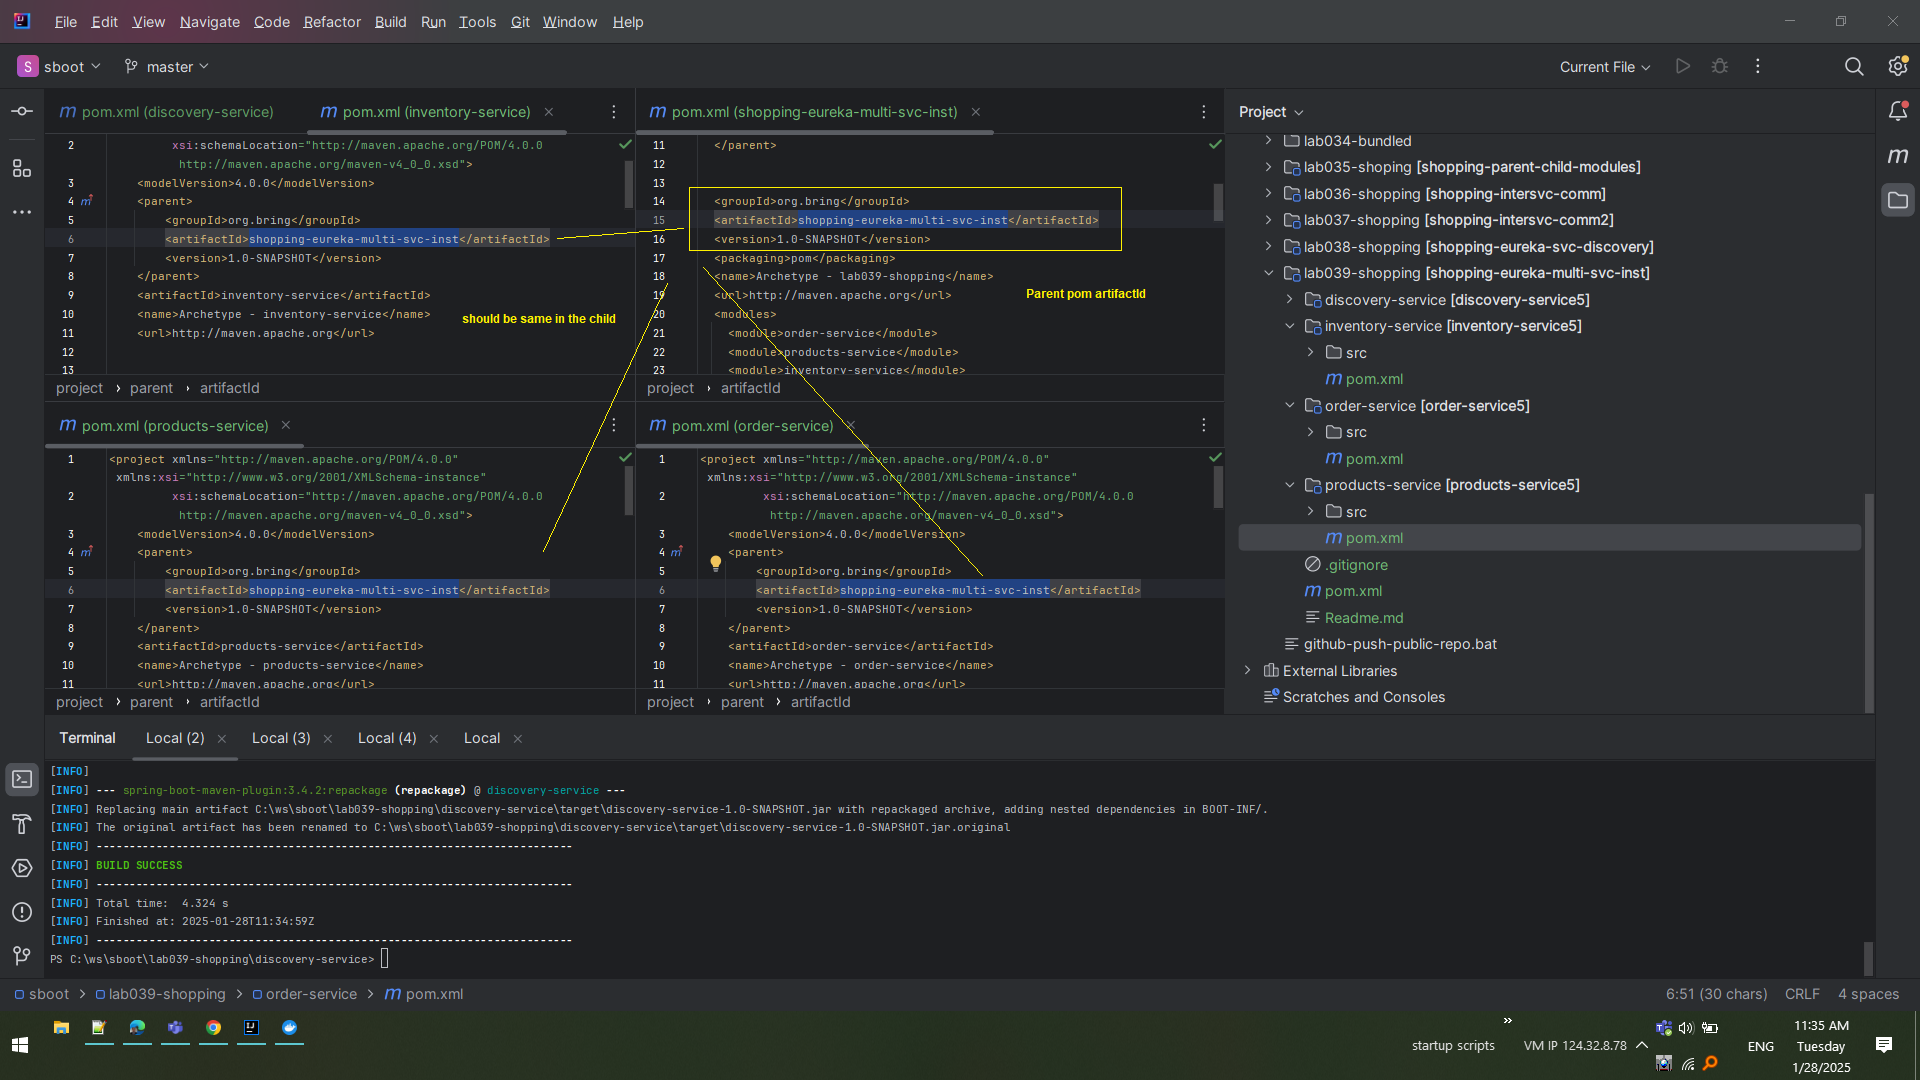 File Edit View Navigate Code Refactor Build Run Tools Git Window Help
S sboot master Current File
pom.xml (discovery-service) pom.xml (inventory-service)
2 xsi:schemaLocation="http://maven.apache.org/POM/4.0.0
http://maven.apache.org/maven-v4_0_0.xsd">
3 <modelVersion>4.0.0</modelVersion>
4 <parent>
5 <groupId>org.bring</groupId>
6 <artifactId>shopping-eureka-multi-svc-inst</artifactId>
7 <version>1.0-SNAPSHOT</version>
8 </parent>
9 <artifactId>inventory-service</artifactId>
10 <name>Archetype - inventory-service</name>
11 <url>http://maven.apache.org</url>
12
13
should be same in the child
project › parent › artifactId
pom.xml (shopping-eureka-multi-svc-inst)
11 </parent>
12
13
14 <groupId>org.bring</groupId>
15 <artifactId>shopping-eureka-multi-svc-inst</artifactId>
16 <version>1.0-SNAPSHOT</version>
17 <packaging>pom</packaging>
18 <name>Archetype - lab039-shopping</name>
19 <url>http://maven.apache.org</url>
20 <modules>
21 <module>order-service</module>
22 <module>products-service</module>
23 <module>inventory-service</module>
Parent pom artifactId
project › artifactId
pom.xml (products-service)
1 <project xmlns="http://maven.apache.org/POM/4.0.0"
xmlns:xsi="http://www.w3.org/2001/XMLSchema-instance"
2 xsi:schemaLocation="http://maven.apache.org/POM/4.0.0
http://maven.apache.org/maven-v4_0_0.xsd">
3 <modelVersion>4.0.0</modelVersion>
4 <parent>
5 <groupId>org.bring</groupId>
6 <artifactId>shopping-eureka-multi-svc-inst</artifactId>
7 <version>1.0-SNAPSHOT</version>
8 </parent>
9 <artifactId>products-service</artifactId>
10 <name>Archetype - products-service</name>
11 <url>http://maven.apache.org</url>
project › parent › artifactId
pom.xml (order-service)
1 <project xmlns="http://maven.apache.org/POM/4.0.0"
xmlns:xsi="http://www.w3.org/2001/XMLSchema-instance"
2 xsi:schemaLocation="http://maven.apache.org/POM/4.0.0
http://maven.apache.org/maven-v4_0_0.xsd">
3 <modelVersion>4.0.0</modelVersion>
4 <parent>
5 <groupId>org.bring</groupId>
6 <artifactId>shopping-eureka-multi-svc-inst</artifactId>
7 <version>1.0-SNAPSHOT</version>
8 </parent>
9 <artifactId>order-service</artifactId>
10 <name>Archetype - order-service</name>
11 <url>http://maven.apache.org</url>
project › parent › artifactId
Project
lab034-bundled
lab035-shoping [shopping-parent-child-modules]
lab036-shopping [shopping-intersvc-comm]
lab037-shopping [shopping-intersvc-comm2]
lab038-shopping [shopping-eureka-svc-discovery]
lab039-shopping [shopping-eureka-multi-svc-inst]
discovery-service [discovery-service5]
inventory-service [inventory-service5]
src
pom.xml
order-service [order-service5]
src
pom.xml
products-service [products-service5]
src
pom.xml
.gitignore
pom.xml
Readme.md
github-push-public-repo.bat
External Libraries
Scratches and Consoles
Terminal Local (2) Local (3) Local (4) Local
[INFO]
[INFO] --- spring-boot-maven-plugin:3.4.2:repackage (repackage) @ discovery-service ---
[INFO] Replacing main artifact C:\ws\sboot\lab039-shopping\discovery-service\target\discovery-service-1.0-SNAPSHOT.jar with repackaged archive, adding nested dependencies in BOOT-INF/.
[INFO] The original artifact has been renamed to C:\ws\sboot\lab039-shopping\discovery-service\target\discovery-service-1.0-SNAPSHOT.jar.original
[INFO] ------------------------------------------------------------------------
[INFO] BUILD SUCCESS
[INFO] ------------------------------------------------------------------------
[INFO] Total time:  4.324 s
[INFO] Finished at: 2025-01-28T11:34:59Z
[INFO] ------------------------------------------------------------------------
PS C:\ws\sboot\lab039-shopping\discovery-service>
sboot > lab039-shopping > order-service > pom.xml 6:51 (30 chars) CRLF 4 spaces
startup scripts VM IP 124.32.8.78 ENG
11:35 AM
Tuesday
1/28/2025